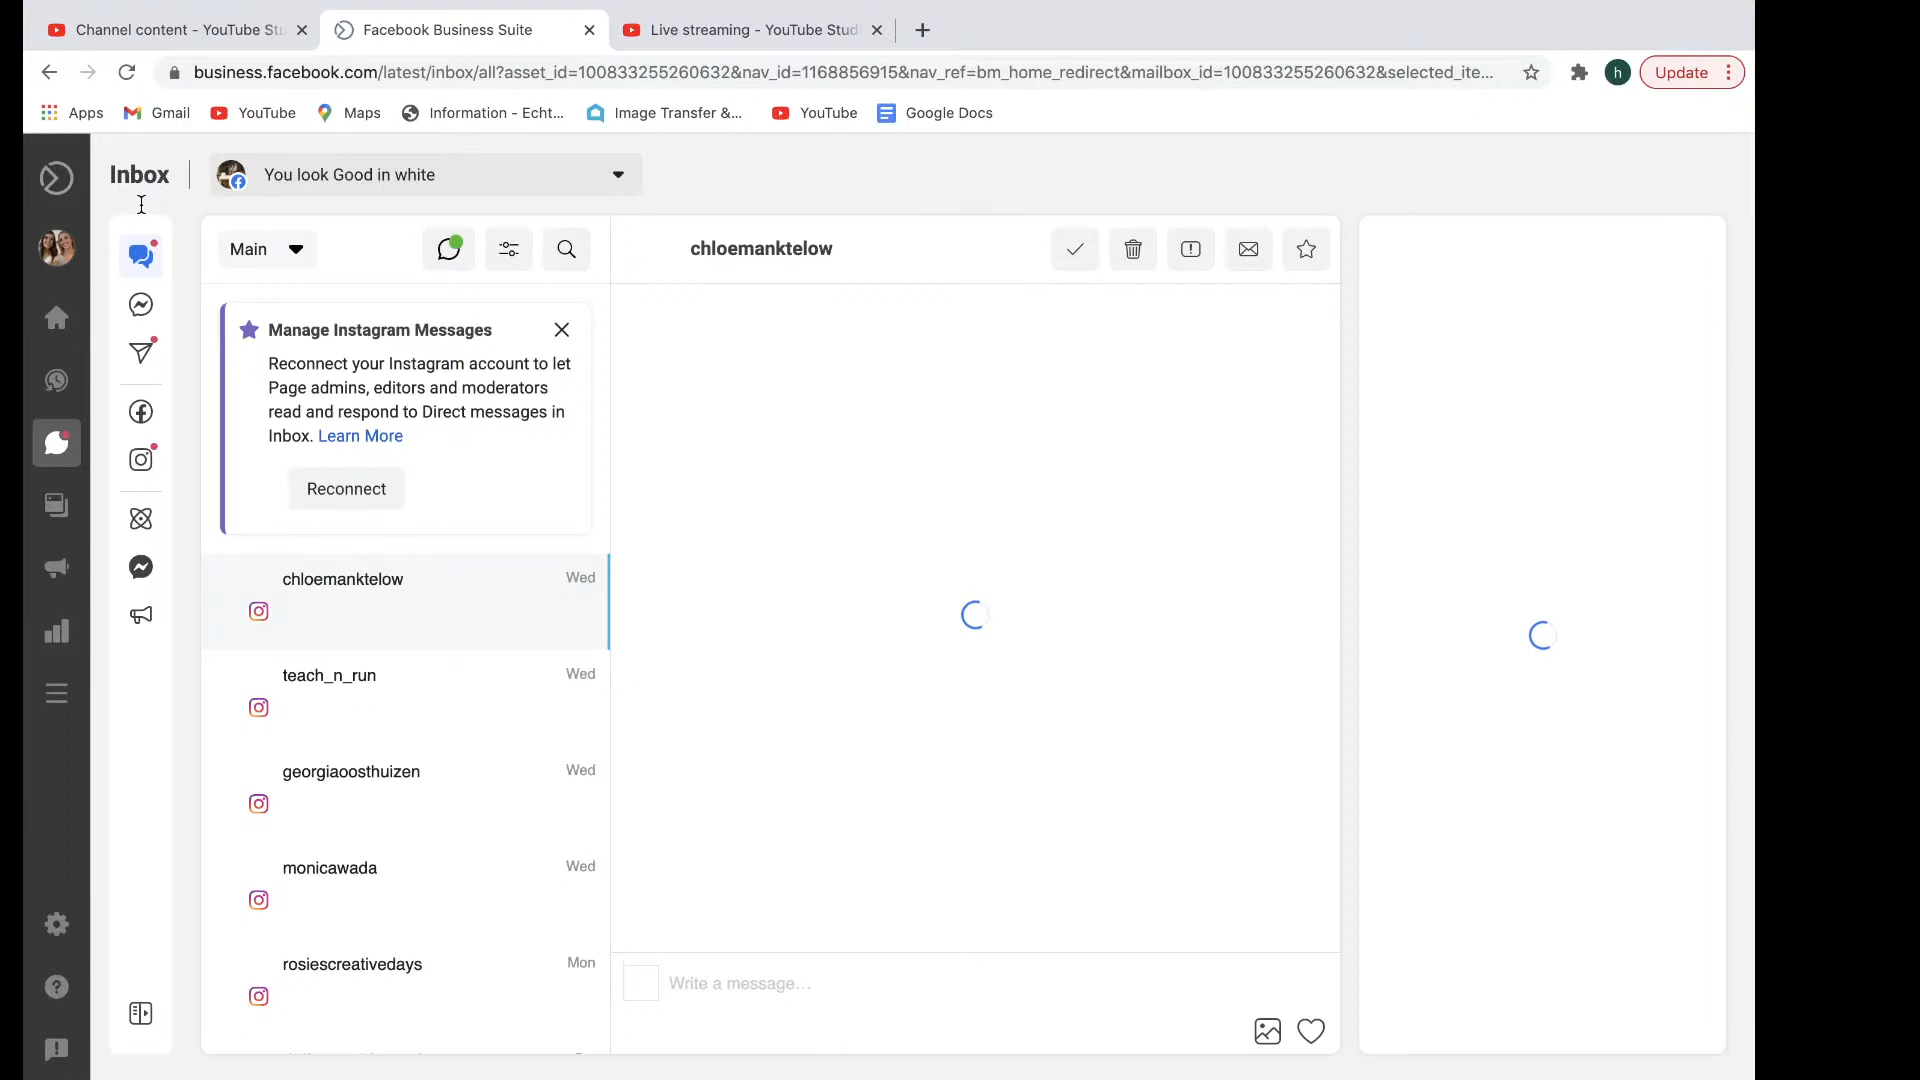 Channel content - YouTube Stu
Facebook Business Suite
Live streaming - YouTube Stud
business.facebook.com/latest/inbox/all?asset_id=100833255260632&nav_id=1168856915&nav_ref=bm_home_redirect&mailbox_id=100833255260632&selected_ite...
h
Update
Apps
Gmail
YouTube
Maps
Information - Echt...
Image Transfer &...
YouTube
Google Docs
Inbox
You look Good in white
Main
chloemanktelow
Manage Instagram Messages
Reconnect your Instagram account to let
Page admins, editors and moderators
read and respond to Direct messages in
Inbox. Learn More
Reconnect
chloemanktelow Wed
teach_n_run Wed
georgiaoosthuizen Wed
monicawada Wed
rosiescreativedays Mon
Write a message...